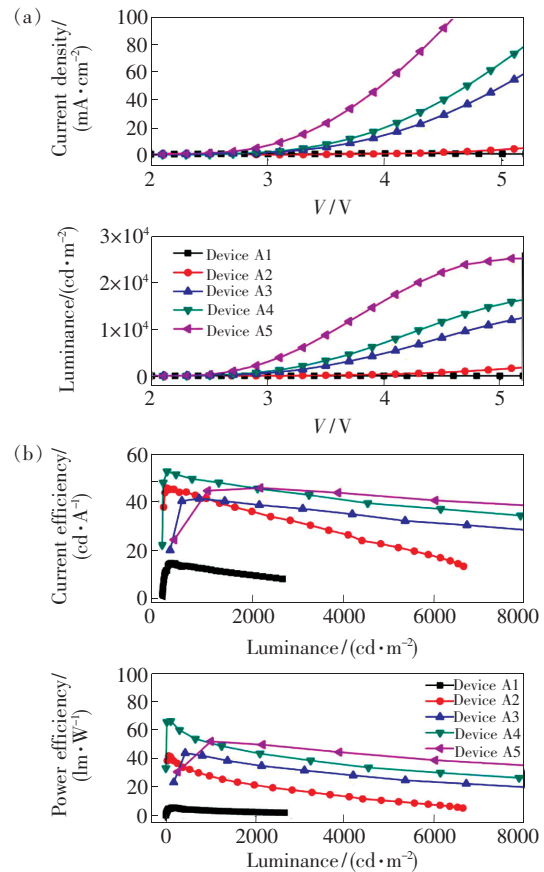 (a)
Current density/
(mA·cm⁻²)
100
80
60
40
20
0
2
3
4
5
V/V
Luminance/(cd·m⁻²)
3×10⁴
2×10⁴
1×10⁴
0
Device A1
Device A2
Device A3
Device A4
Device A5
2
3
4
5
V/V
(b)
Current efficiency/
(cd·A⁻¹)
60
40
20
0
0
2000
4000
6000
8000
Luminance/(cd·m⁻²)
Power efficiency/
(lm·W⁻¹)
100
80
60
40
20
0
Device A1
Device A2
Device A3
Device A4
Device A5
0
2000
4000
6000
8000
Luminance/(cd·m⁻²)